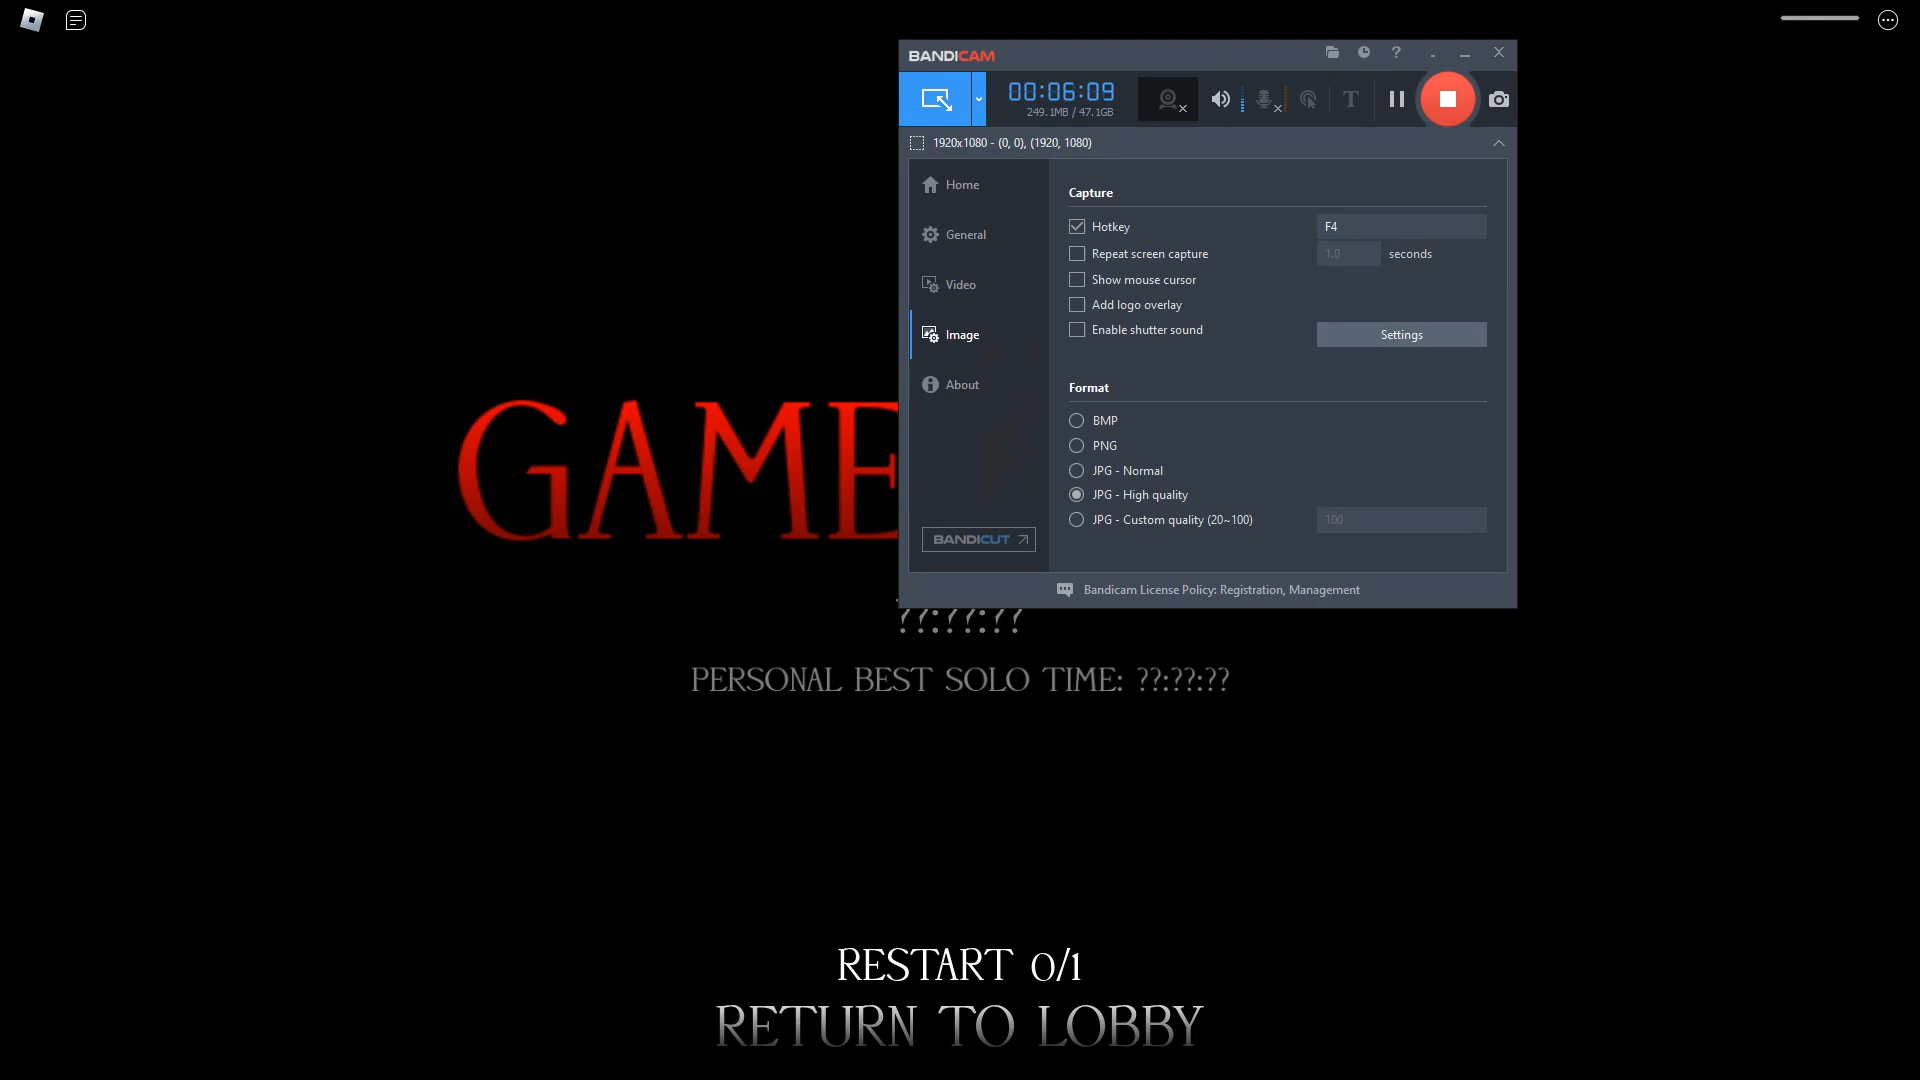 BANDICAM
00:06:09
249.1MB / 47.1GB
1920x1080 - (0, 0), (1920, 1080)
Home
General
Video
Image
About
BANDICUT
Capture
Hotkey
F4
Repeat screen capture
1.0
seconds
Show mouse cursor
Add logo overlay
Enable shutter sound
Settings
Format
BMP
PNG
JPG - Normal
JPG - High quality
JPG - Custom quality (20~100)
100
Bandicam License Policy: Registration, Management
GAME
??:??:??
PERSONAL BEST SOLO TIME: ??:??:??
RESTART 0/1
RETURN TO LOBBY